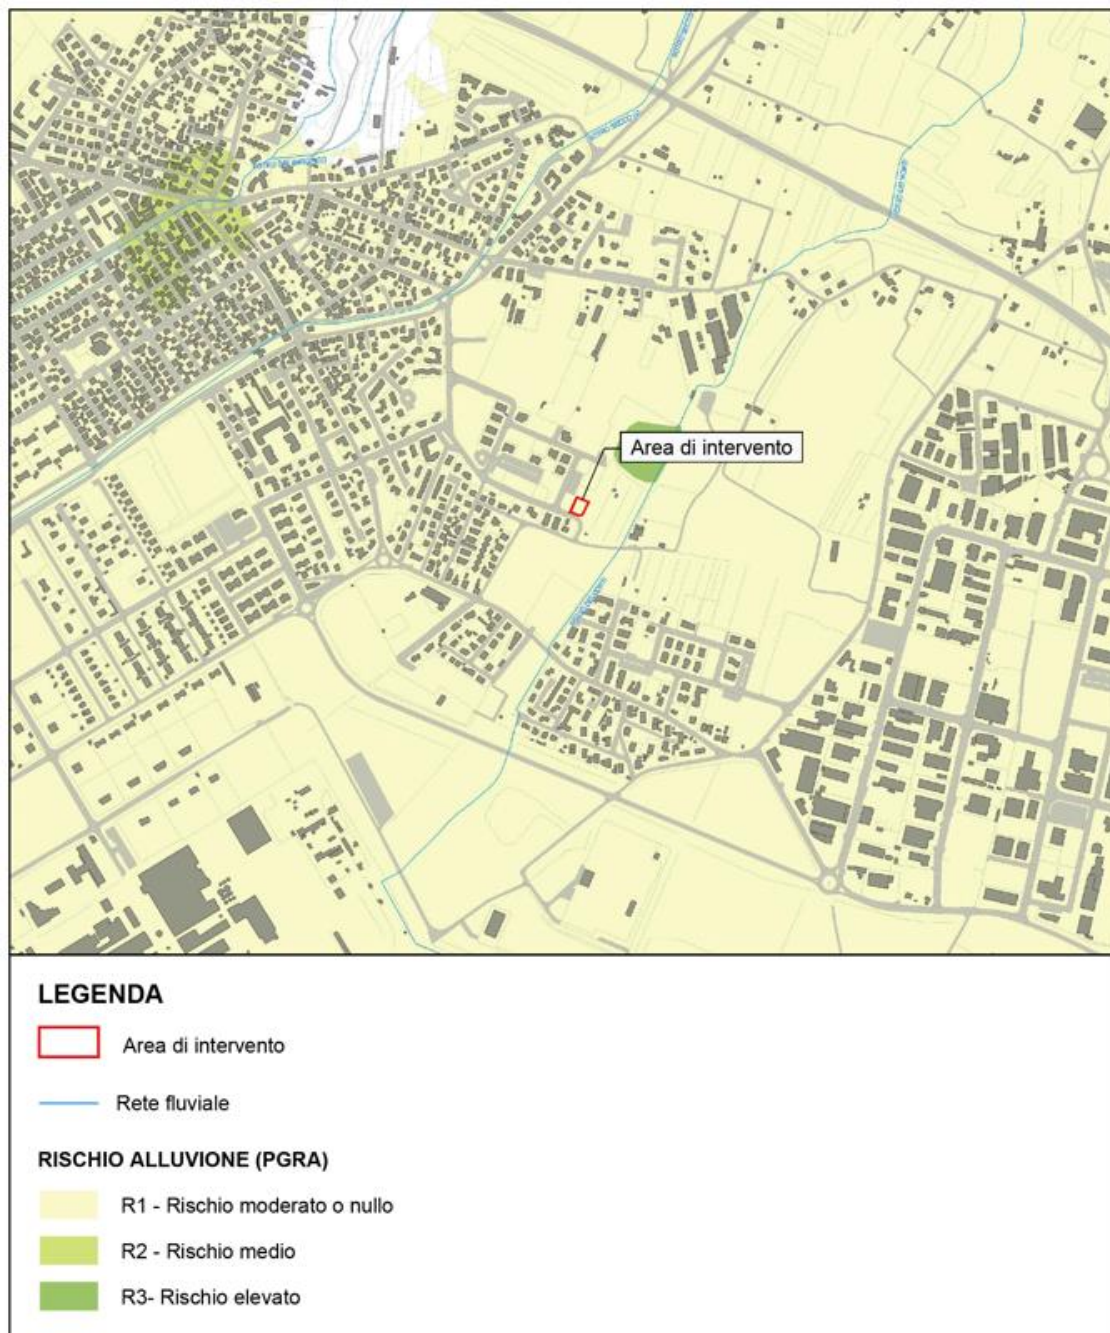 Area di intervento
LEGENDA
Area di intervento
Rete fluviale
RISCHIO ALLUVIONE (PGRA)
R1 - Rischio moderato o nullo
R2 - Rischio medio
R3- Rischio elevato